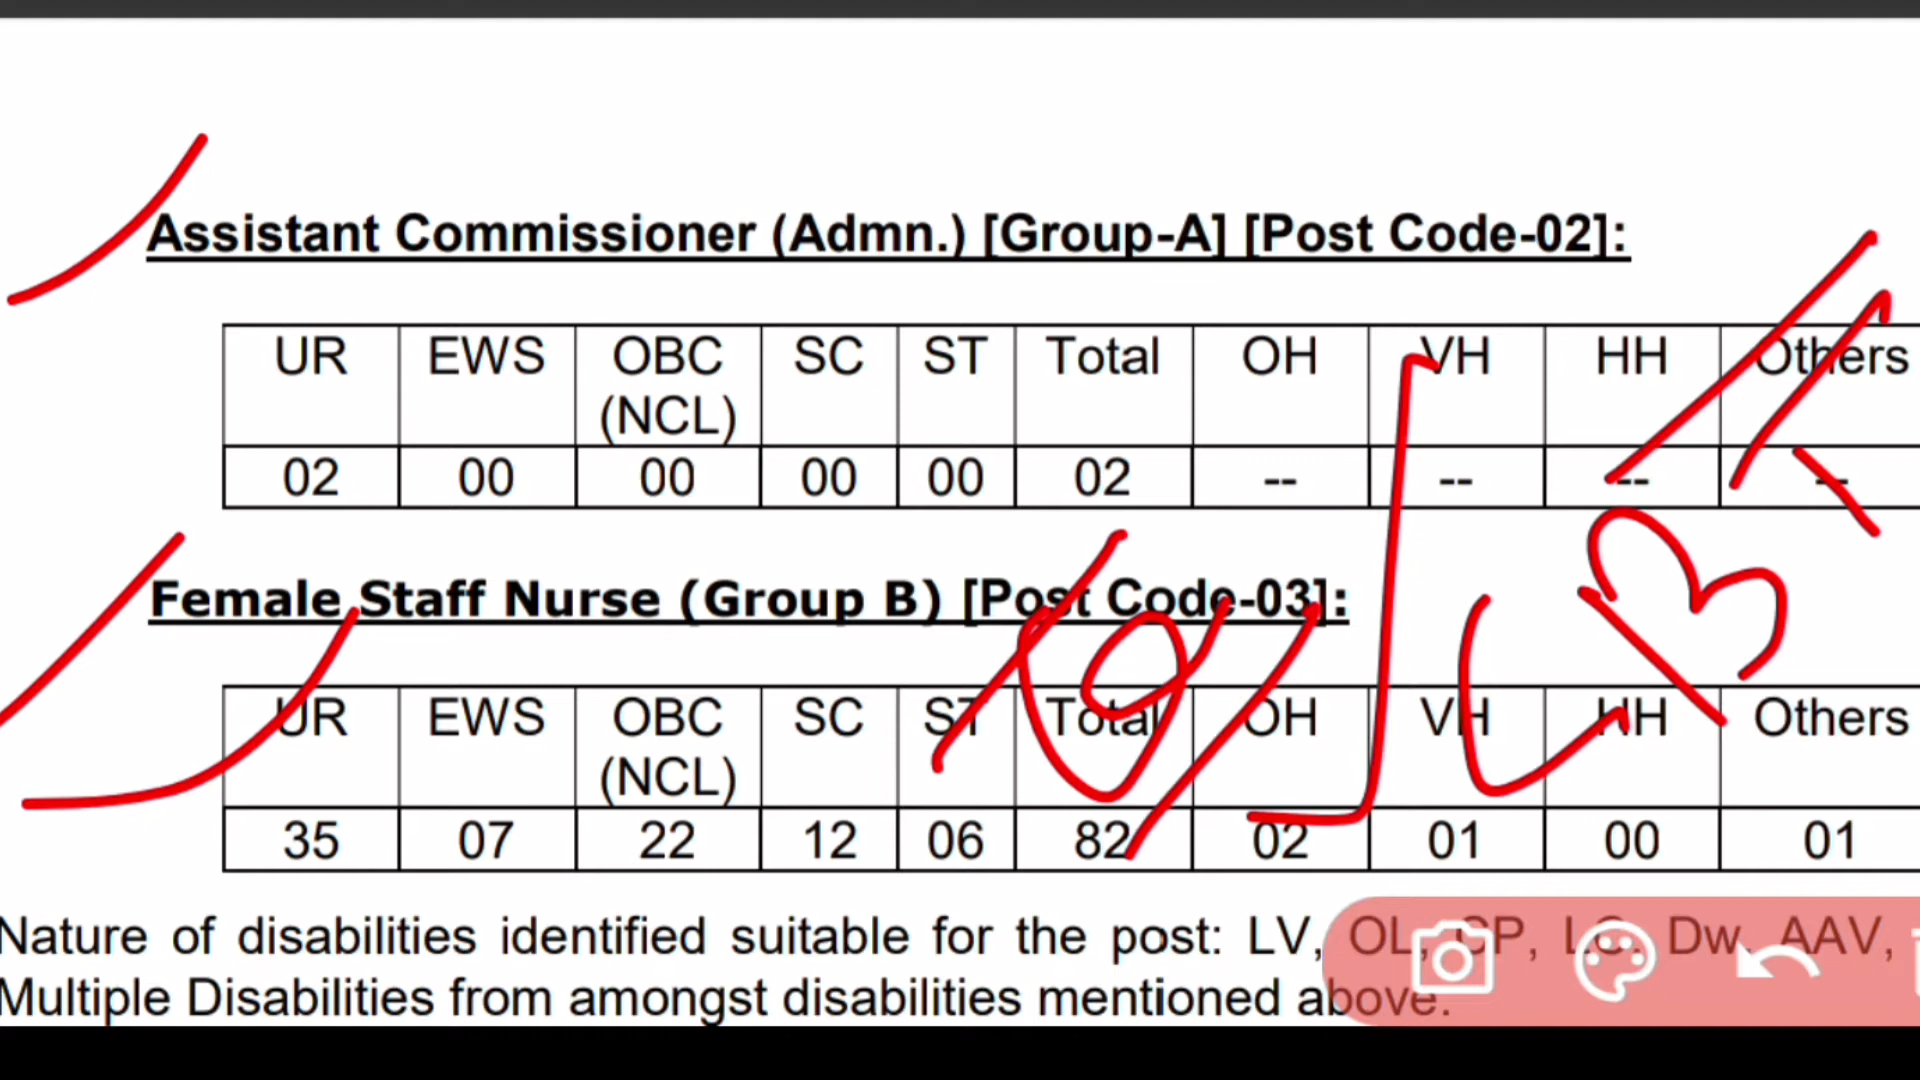 Assistant Commissioner (Admn.) [Group-A] [Post Code-02]:
UR EWS OBC (NCL) SC ST Total OH VH HH Others
02 00 00 00 00 02 -- -- -- --
Female Staff Nurse (Group B) [Post Code-03]:
UR EWS OBC (NCL) SC ST Total OH VH HH Others
35 07 22 12 06 82 02 01 00 01
Nature of disabilities identified suitable for the post: LV, OL, CP, LC, Dw, AAV,
Multiple Disabilities from amongst disabilities mentioned above.